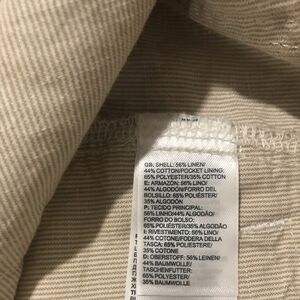 GB: SHELL: 56% LINEN/
44% COTTON/POCKET LINING:
65% POLYESTER/35% COTTON
E: ARMAZÓN: 56% LINO/
44% ALGODÓN/FORRO DEL
BOLSILLO: 65% POLIÉSTER/
35% ALGODÓN
P: TECIDO PRINCIPAL:
56% LINHO/44% ALGODÃO/
FORRO DO BOLSO:
65% POLIÉSTER/35% ALGODÃO
I: RIVESTIMENTO: 56% LINO/
44% COTONE/FODERA DELLA
TASCA: 65% POLIESTERE/
35% COTONE
D: OBERSTOFF: 56% LEINEN/
44% BAUMWOLLE/
TASCHENFUTTER:
65% POLYESTER/
35% BAUMWOLLE